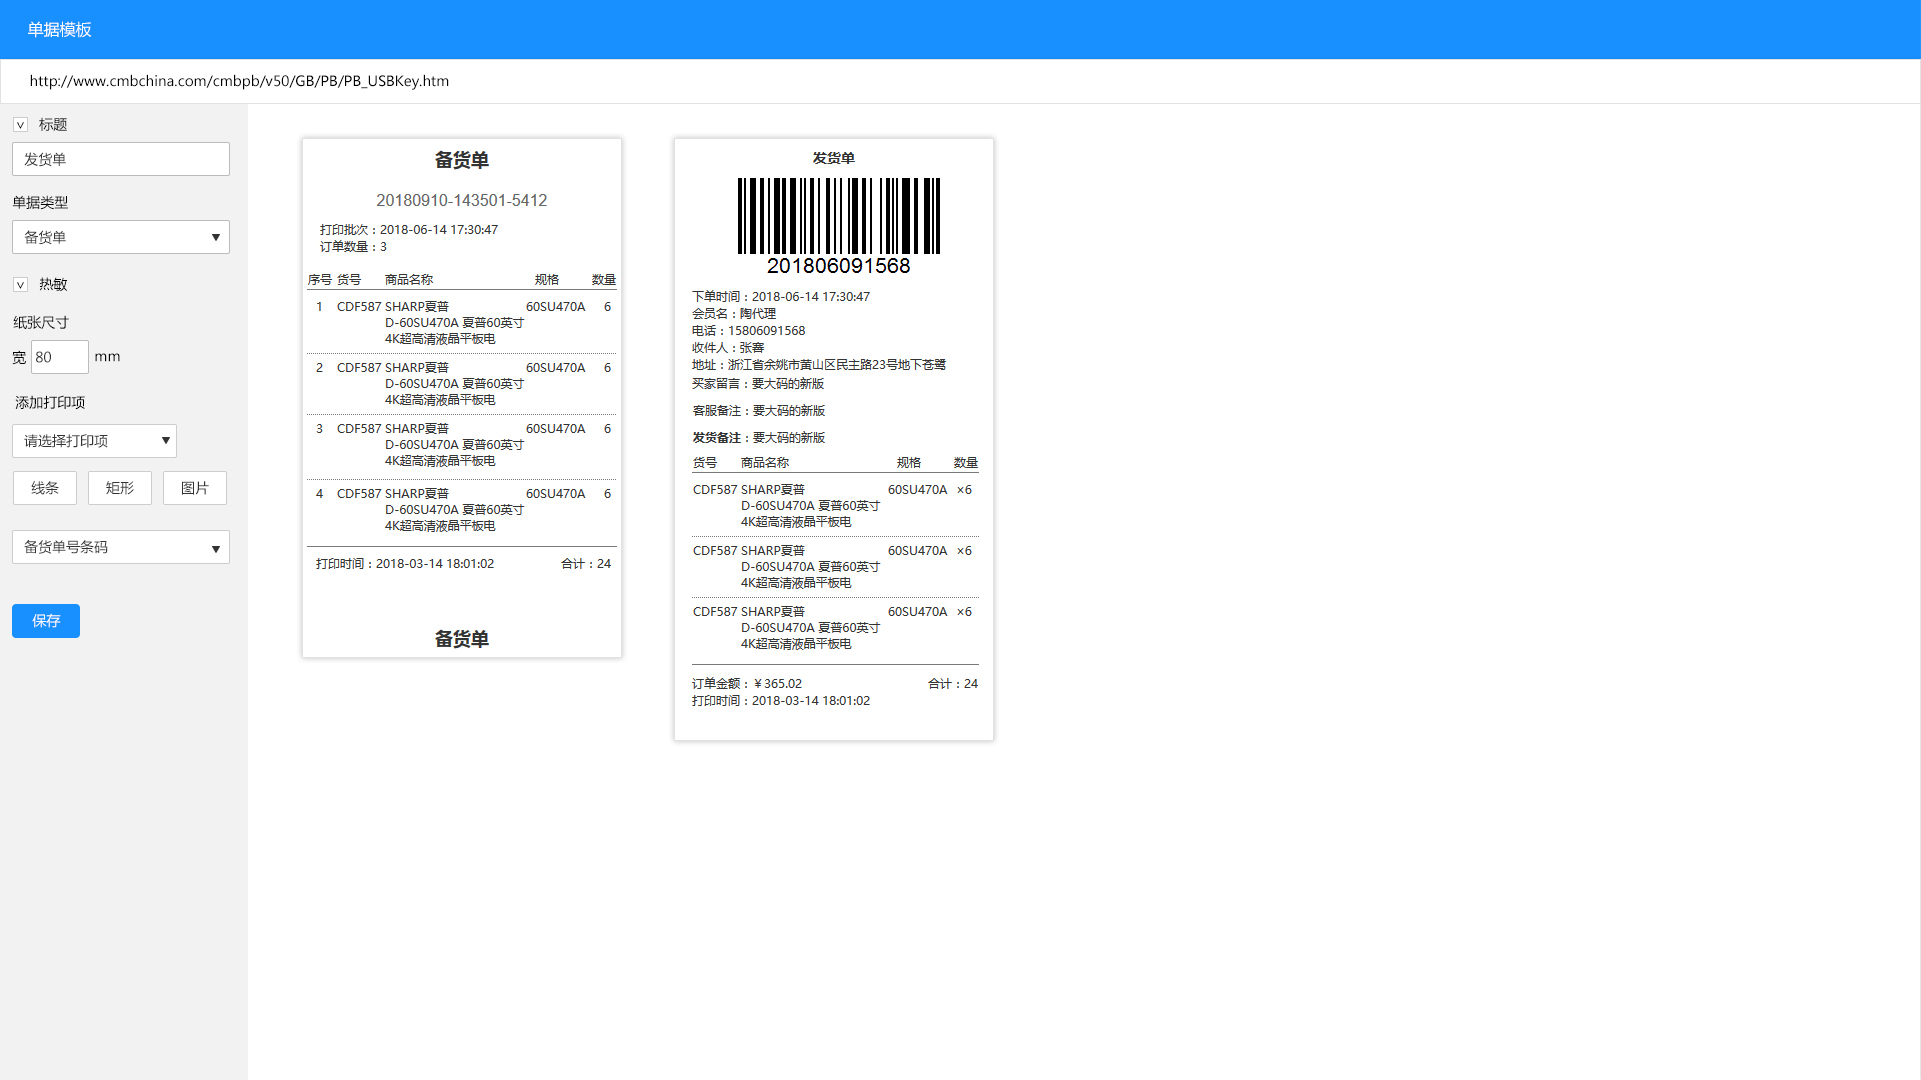 单据模板
http://www.cmbchina.com/cmbpb/v50/GB/PB/PB_USBKey.htm
标题
发货单
单据类型
备货单
热敏
纸张尺寸
宽 80 mm
添加打印项
请选择打印项
线条 矩形 图片
备货单号条码
保存
备货单
20180910-143501-5412
打印批次：2018-06-14 17:30:47
订单数量：3
序号 货号 商品名称 规格 数量
1 CDF587 SHARP夏普 60SU470A 6
D-60SU470A 夏普60英寸
4K超高清液晶平板电
2 CDF587 SHARP夏普 60SU470A 6
D-60SU470A 夏普60英寸
4K超高清液晶平板电
3 CDF587 SHARP夏普 60SU470A 6
D-60SU470A 夏普60英寸
4K超高清液晶平板电
4 CDF587 SHARP夏普 60SU470A 6
D-60SU470A 夏普60英寸
4K超高清液晶平板电
打印时间：2018-03-14 18:01:02 合计：24
备货单
发货单
201806091568
下单时间：2018-06-14 17:30:47
会员名：陶代理
电话：15806091568
收件人：张骞
地址：浙江省余姚市黄山区民主路23号地下苍鹭
买家留言：要大码的新版
客服备注：要大码的新版
发货备注：要大码的新版
货号 商品名称 规格 数量
CDF587 SHARP夏普 60SU470A ×6
D-60SU470A 夏普60英寸
4K超高清液晶平板电
CDF587 SHARP夏普 60SU470A ×6
D-60SU470A 夏普60英寸
4K超高清液晶平板电
CDF587 SHARP夏普 60SU470A ×6
D-60SU470A 夏普60英寸
4K超高清液晶平板电
订单金额：¥365.02 合计：24
打印时间：2018-03-14 18:01:02